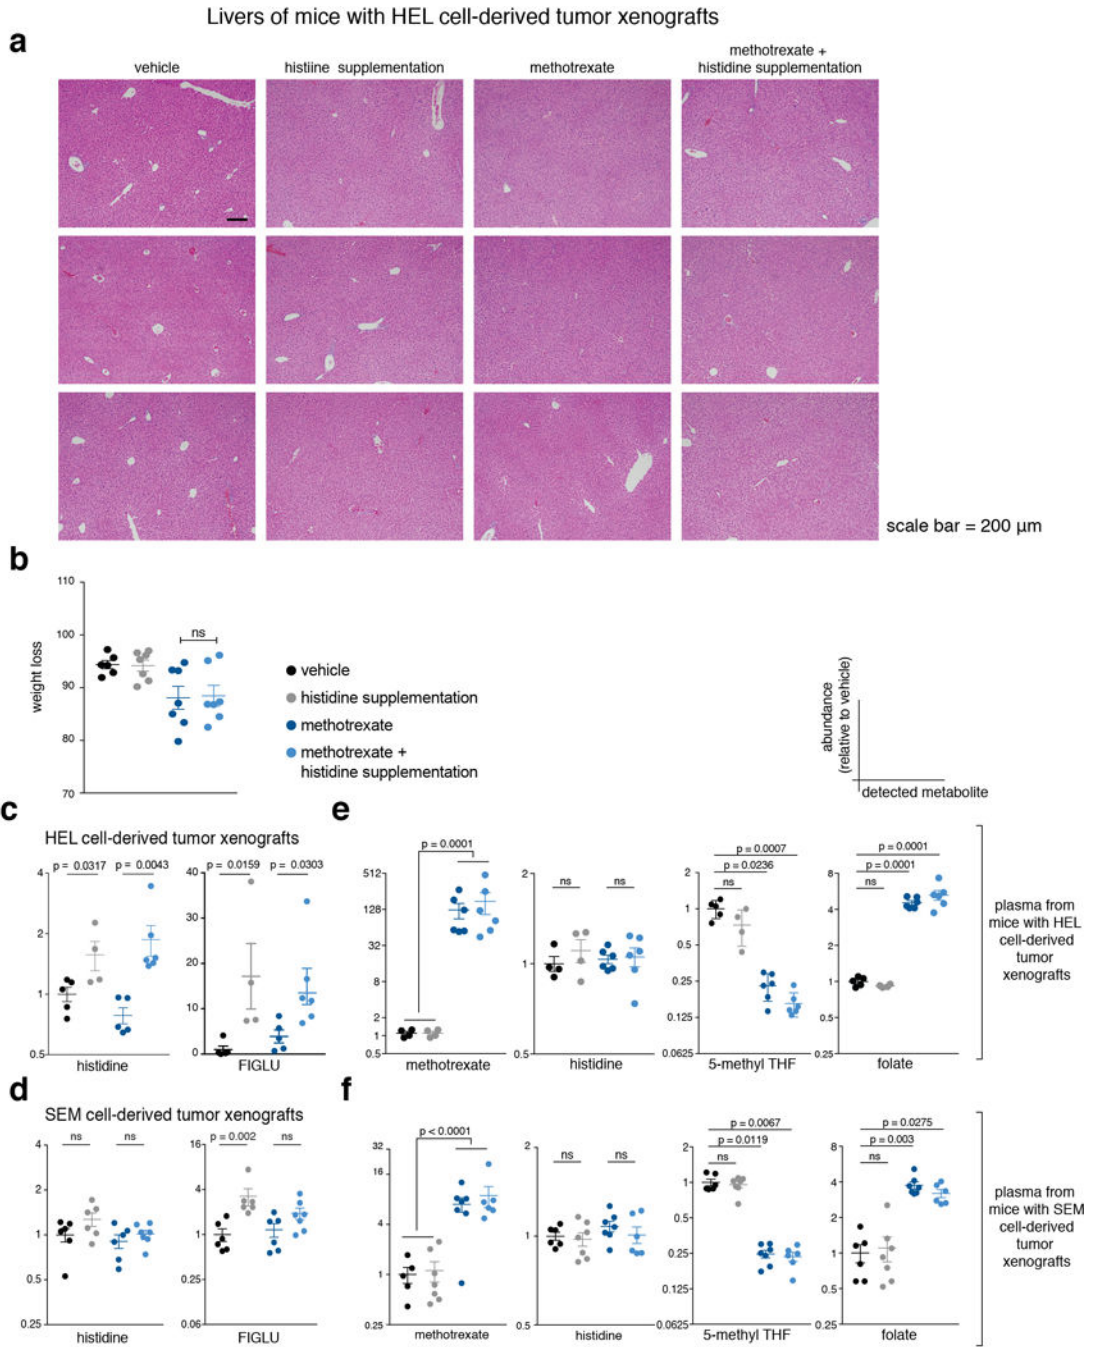 Livers of mice with HEL cell-derived tumor xenografts
a
vehicle
histiine supplementation
methotrexate
methotrexate +
histidine supplementation
scale bar = 200 µm
b
110
100
90
80
70
weight loss
ns
vehicle
histidine supplementation
methotrexate
methotrexate +
histidine supplementation
abundance
(relative to vehicle)
detected metabolite
c
HEL cell-derived tumor xenografts
p = 0.0317
p = 0.0043
4
2
1
0.5
histidine
p = 0.0159
p = 0.0303
40
30
20
10
0
FIGLU
e
p = 0.0001
512
128
32
8
2
1
0.5
methotrexate
ns
ns
2
1
0.5
histidine
p = 0.0007
p = 0.0236
ns
2
1
0.5
0.25
0.125
0.0625
5-methyl THF
p = 0.0001
p = 0.0001
ns
8
4
2
1
0.5
0.25
folate
plasma from
mice with HEL
cell-derived
tumor
xenografts
d
SEM cell-derived tumor xenografts
ns
ns
4
2
1
0.5
0.25
histidine
p = 0.002
ns
16
4
1
0.25
0.06
FIGLU
f
p < 0.0001
32
16
4
1
0.25
methotrexate
ns
ns
2
1
0.5
histidine
p = 0.0067
p = 0.0119
ns
2
1
0.5
0.25
0.125
0.0625
5-methyl THF
p = 0.0275
p = 0.003
ns
8
4
2
1
0.5
0.25
folate
plasma from
mice with SEM
cell-derived
tumor
xenografts